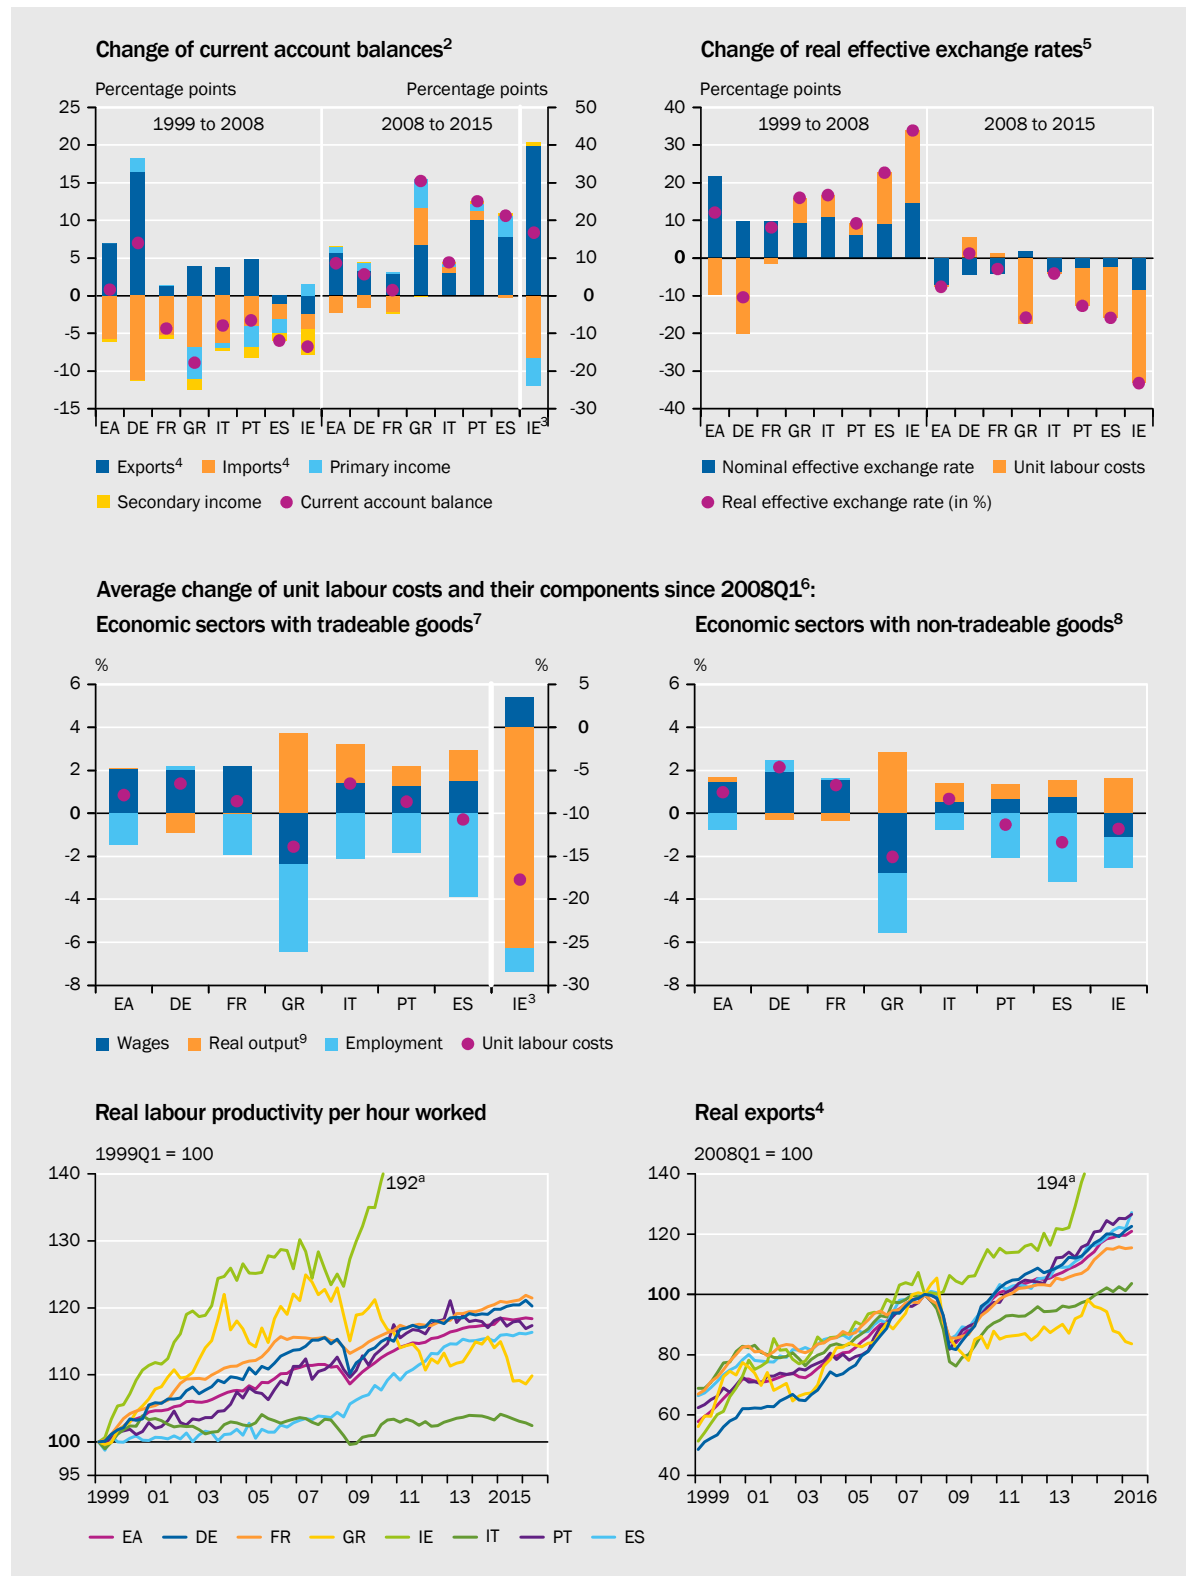 Change of current account balances²
Percentage points Percentage points
25 50
1999 to 2008 2008 to 2015
20 40
15 30
10 20
5 10
0 0
-5 -10
-10 -20
-15 -30
EA DE FR GR IT PT ES IE EA DE FR GR IT PT ES IE³
Exports⁴ Imports⁴ Primary income
Secondary income Current account balance
Change of real effective exchange rates⁵
Percentage points
40
1999 to 2008 2008 to 2015
30
20
10
0
-10
-20
-30
-40
EA DE FR GR IT PT ES IE EA DE FR GR IT PT ES IE
Nominal effective exchange rate Unit labour costs
Real effective exchange rate (in %)
Average change of unit labour costs and their components since 2008Q1⁶:
Economic sectors with tradeable goods⁷
% %
6 5
4 0
2 -5
0 -10
-2 -15
-4 -20
-6 -25
-8 -30
EA DE FR GR IT PT ES IE³
Wages Real output⁹ Employment Unit labour costs
Economic sectors with non-tradeable goods⁸
%
6
4
2
0
-2
-4
-6
-8
EA DE FR GR IT PT ES IE
Real labour productivity per hour worked
1999Q1 = 100
140
192ᵃ
130
120
110
100
95
1999 01 03 05 07 09 11 13 2015
Real exports⁴
2008Q1 = 100
140
194ᵃ
120
100
80
60
40
1999 01 03 05 07 09 11 13 2016
EA DE FR GR IE IT PT ES